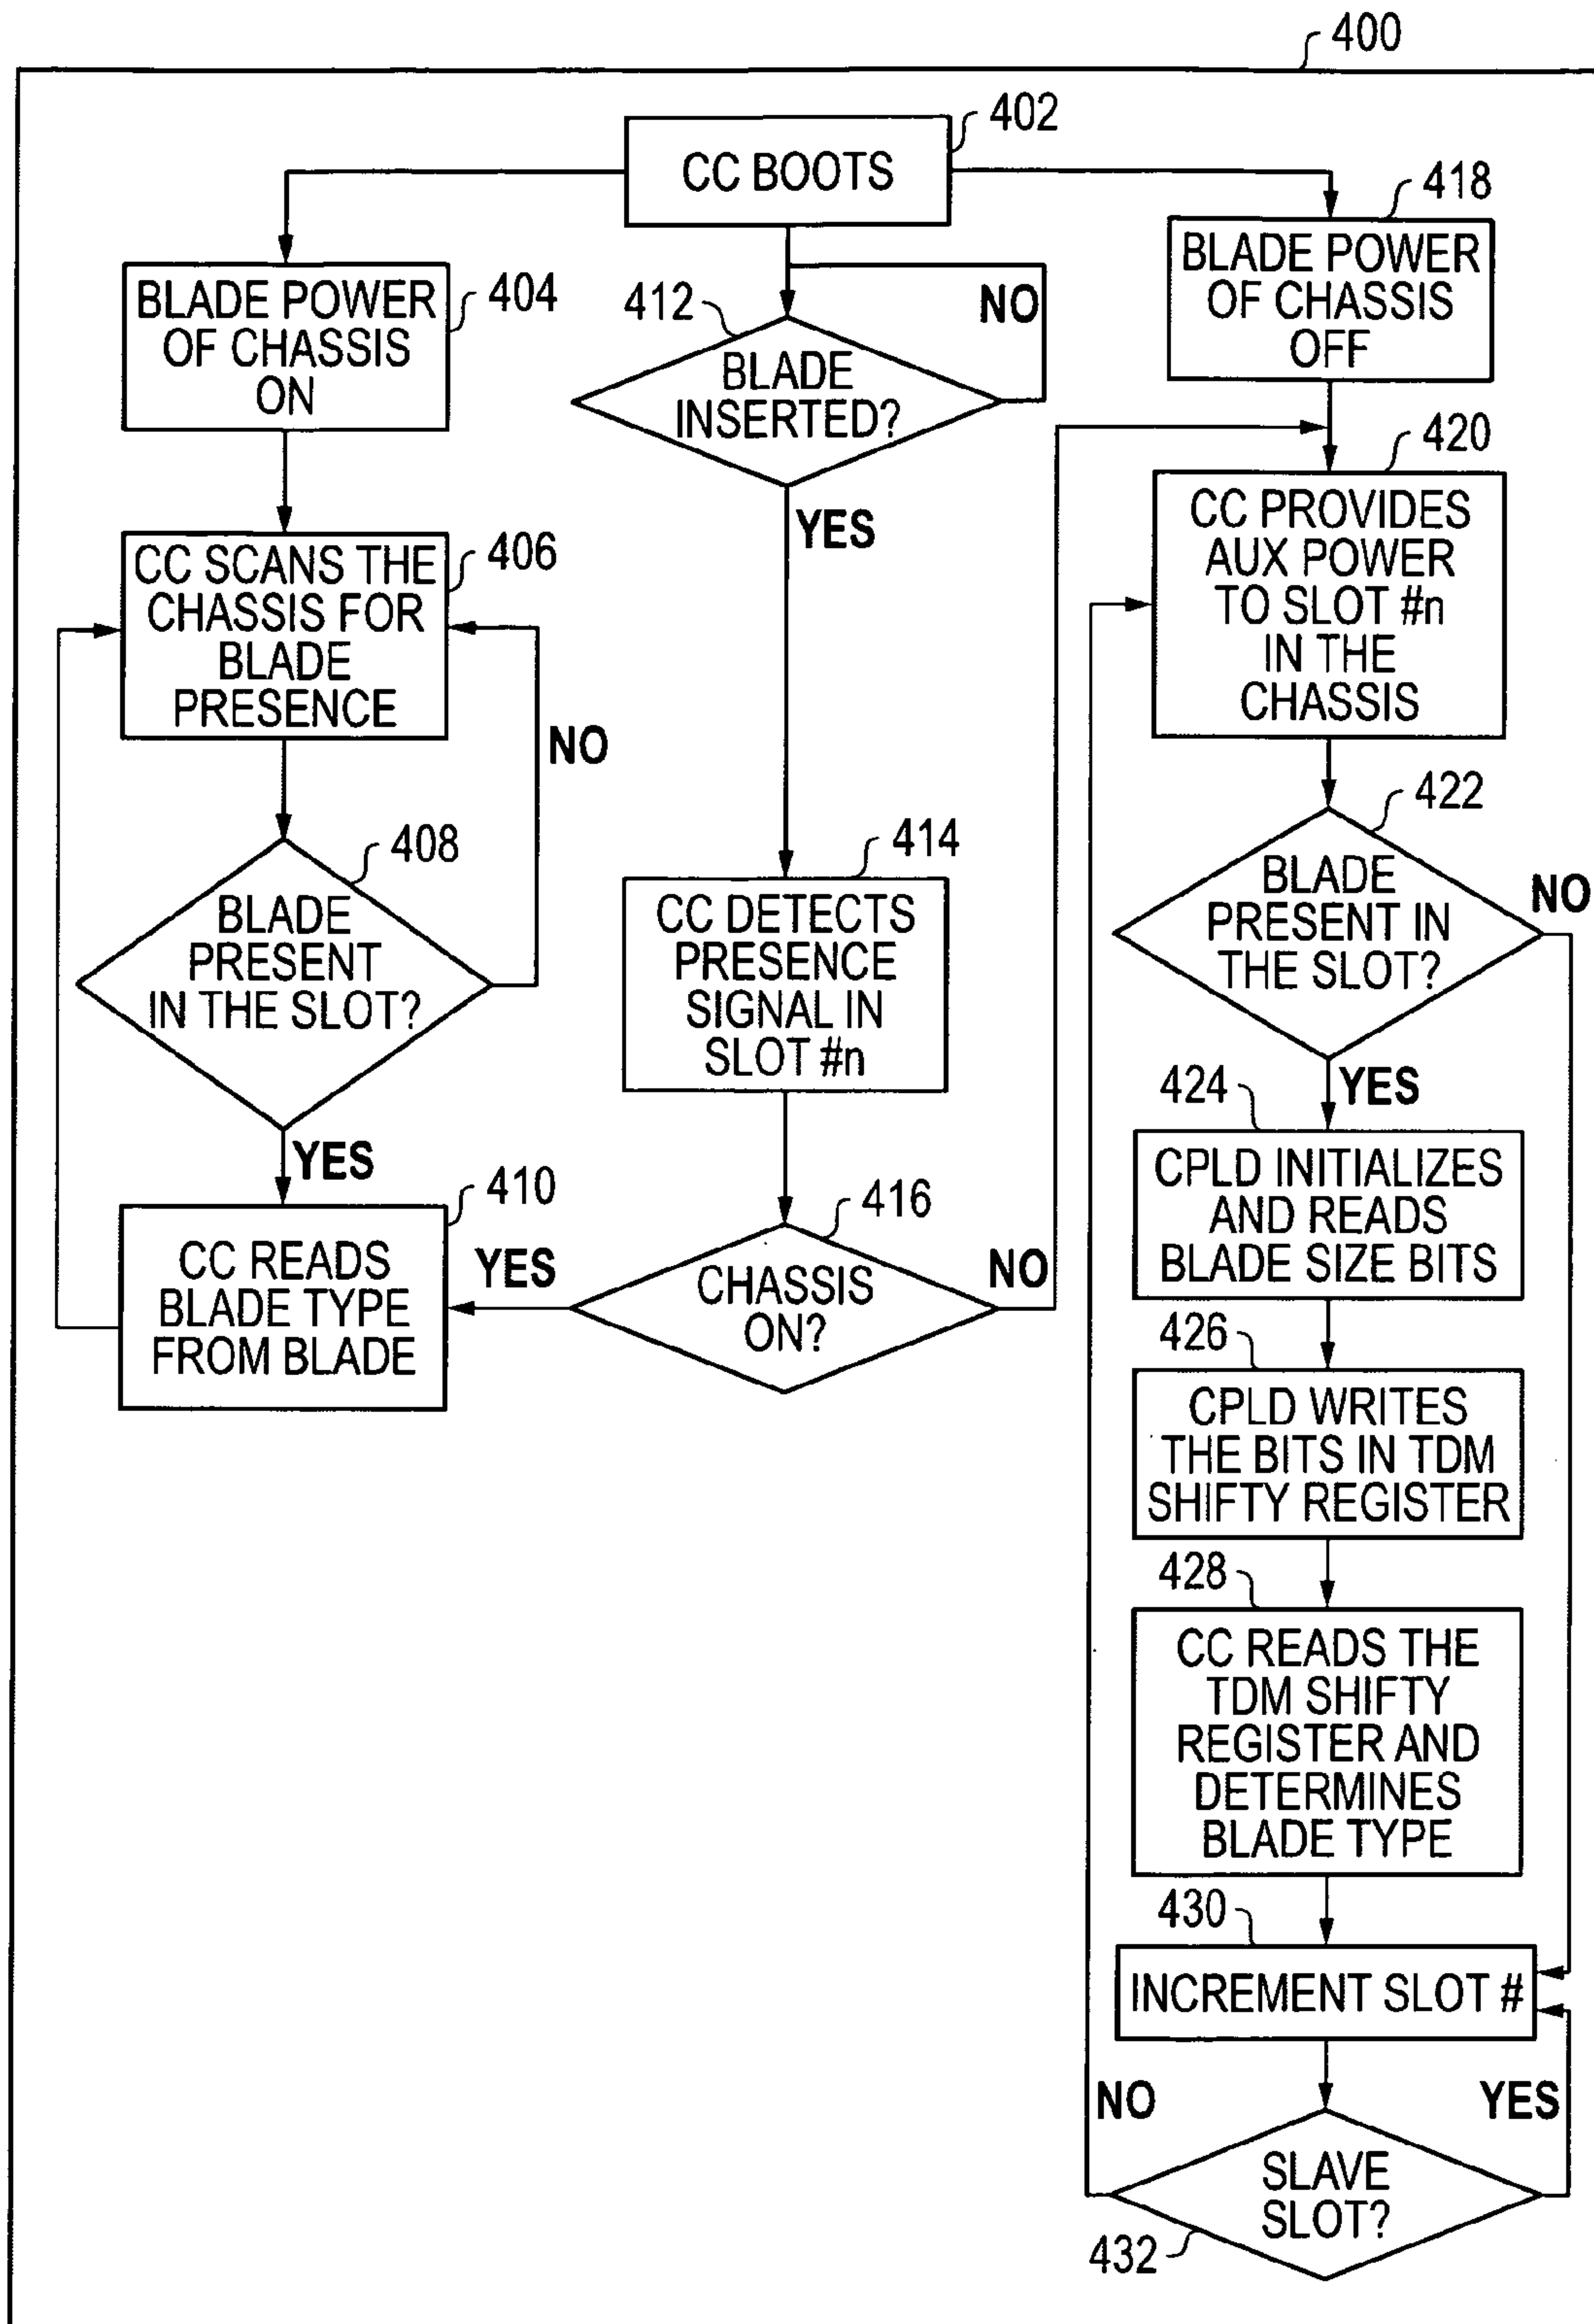 400
402
CC BOOTS
418
BLADE POWER
OF CHASSIS
OFF
404
BLADE POWER
OF CHASSIS
ON
412
NO
BLADE
INSERTED?
YES
420
CC PROVIDES
AUX POWER
TO SLOT #n
IN THE
CHASSIS
406
CC SCANS THE
CHASSIS FOR
BLADE
PRESENCE
NO
408
BLADE
PRESENT
IN THE SLOT?
YES
414
CC DETECTS
PRESENCE
SIGNAL IN
SLOT #n
422
BLADE
PRESENT IN
THE SLOT?
NO
YES
410
CC READS
BLADE TYPE
FROM BLADE
YES
416
CHASSIS
ON?
NO
424
CPLD INITIALIZES
AND READS
BLADE SIZE BITS
426
CPLD WRITES
THE BITS IN TDM
SHIFTY REGISTER
428
CC READS THE
TDM SHIFTY
REGISTER AND
DETERMINES
BLADE TYPE
430
INCREMENT SLOT #
NO
YES
SLAVE
SLOT?
432